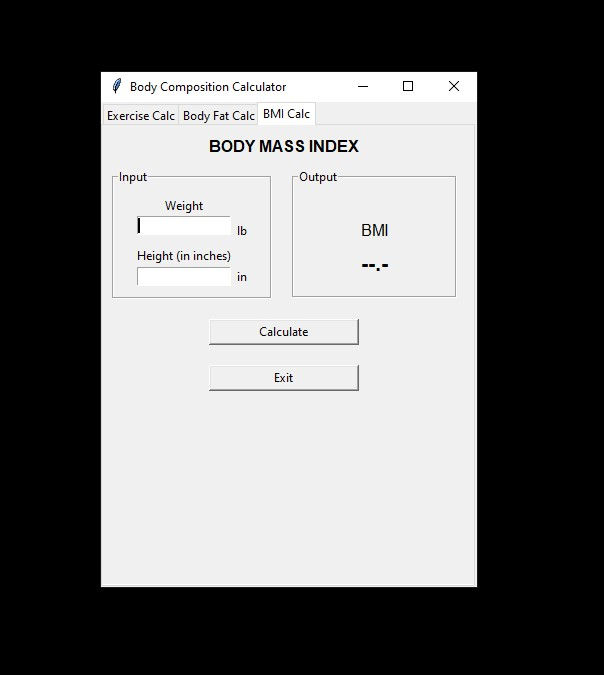 Body Composition Calculator
Exercise Calc Body Fat Calc BMI Calc
BODY MASS INDEX
Input
Weight
lb
Height (in inches)
in
Output
BMI
--.-
Calculate
Exit